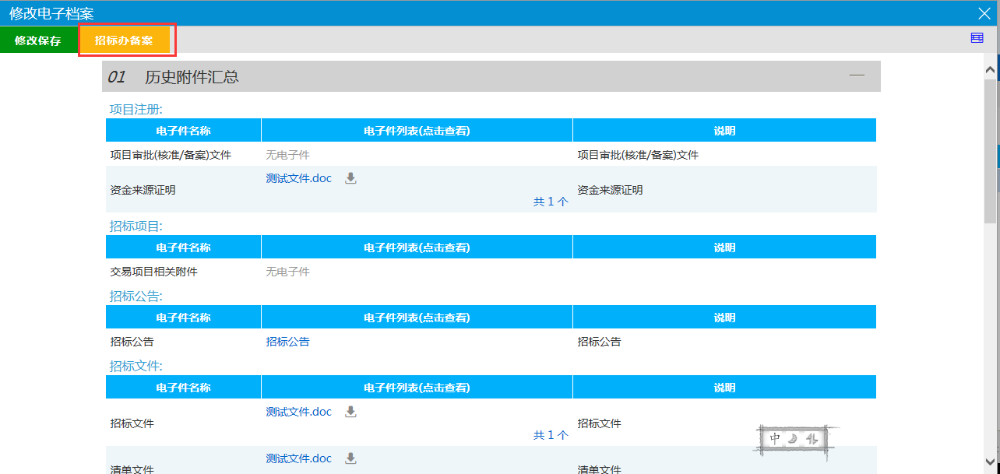 修改电子档案
修改保存 招标办备案
01 历史附件汇总
项目注册:
电子件名称 电子件列表(点击查看) 说明
项目审批(核准/备案)文件 无电子件 项目审批(核准/备案)文件
资金来源证明 测试文件.doc 资金来源证明
共 1 个
招标项目:
电子件名称 电子件列表(点击查看) 说明
交易项目相关附件 无电子件
招标公告:
电子件名称 电子件列表(点击查看) 说明
招标公告 招标公告 招标公告
招标文件:
电子件名称 电子件列表(点击查看) 说明
招标文件 测试文件.doc 招标文件
共 1 个
中
清单文件 测试文件.doc 清单文件